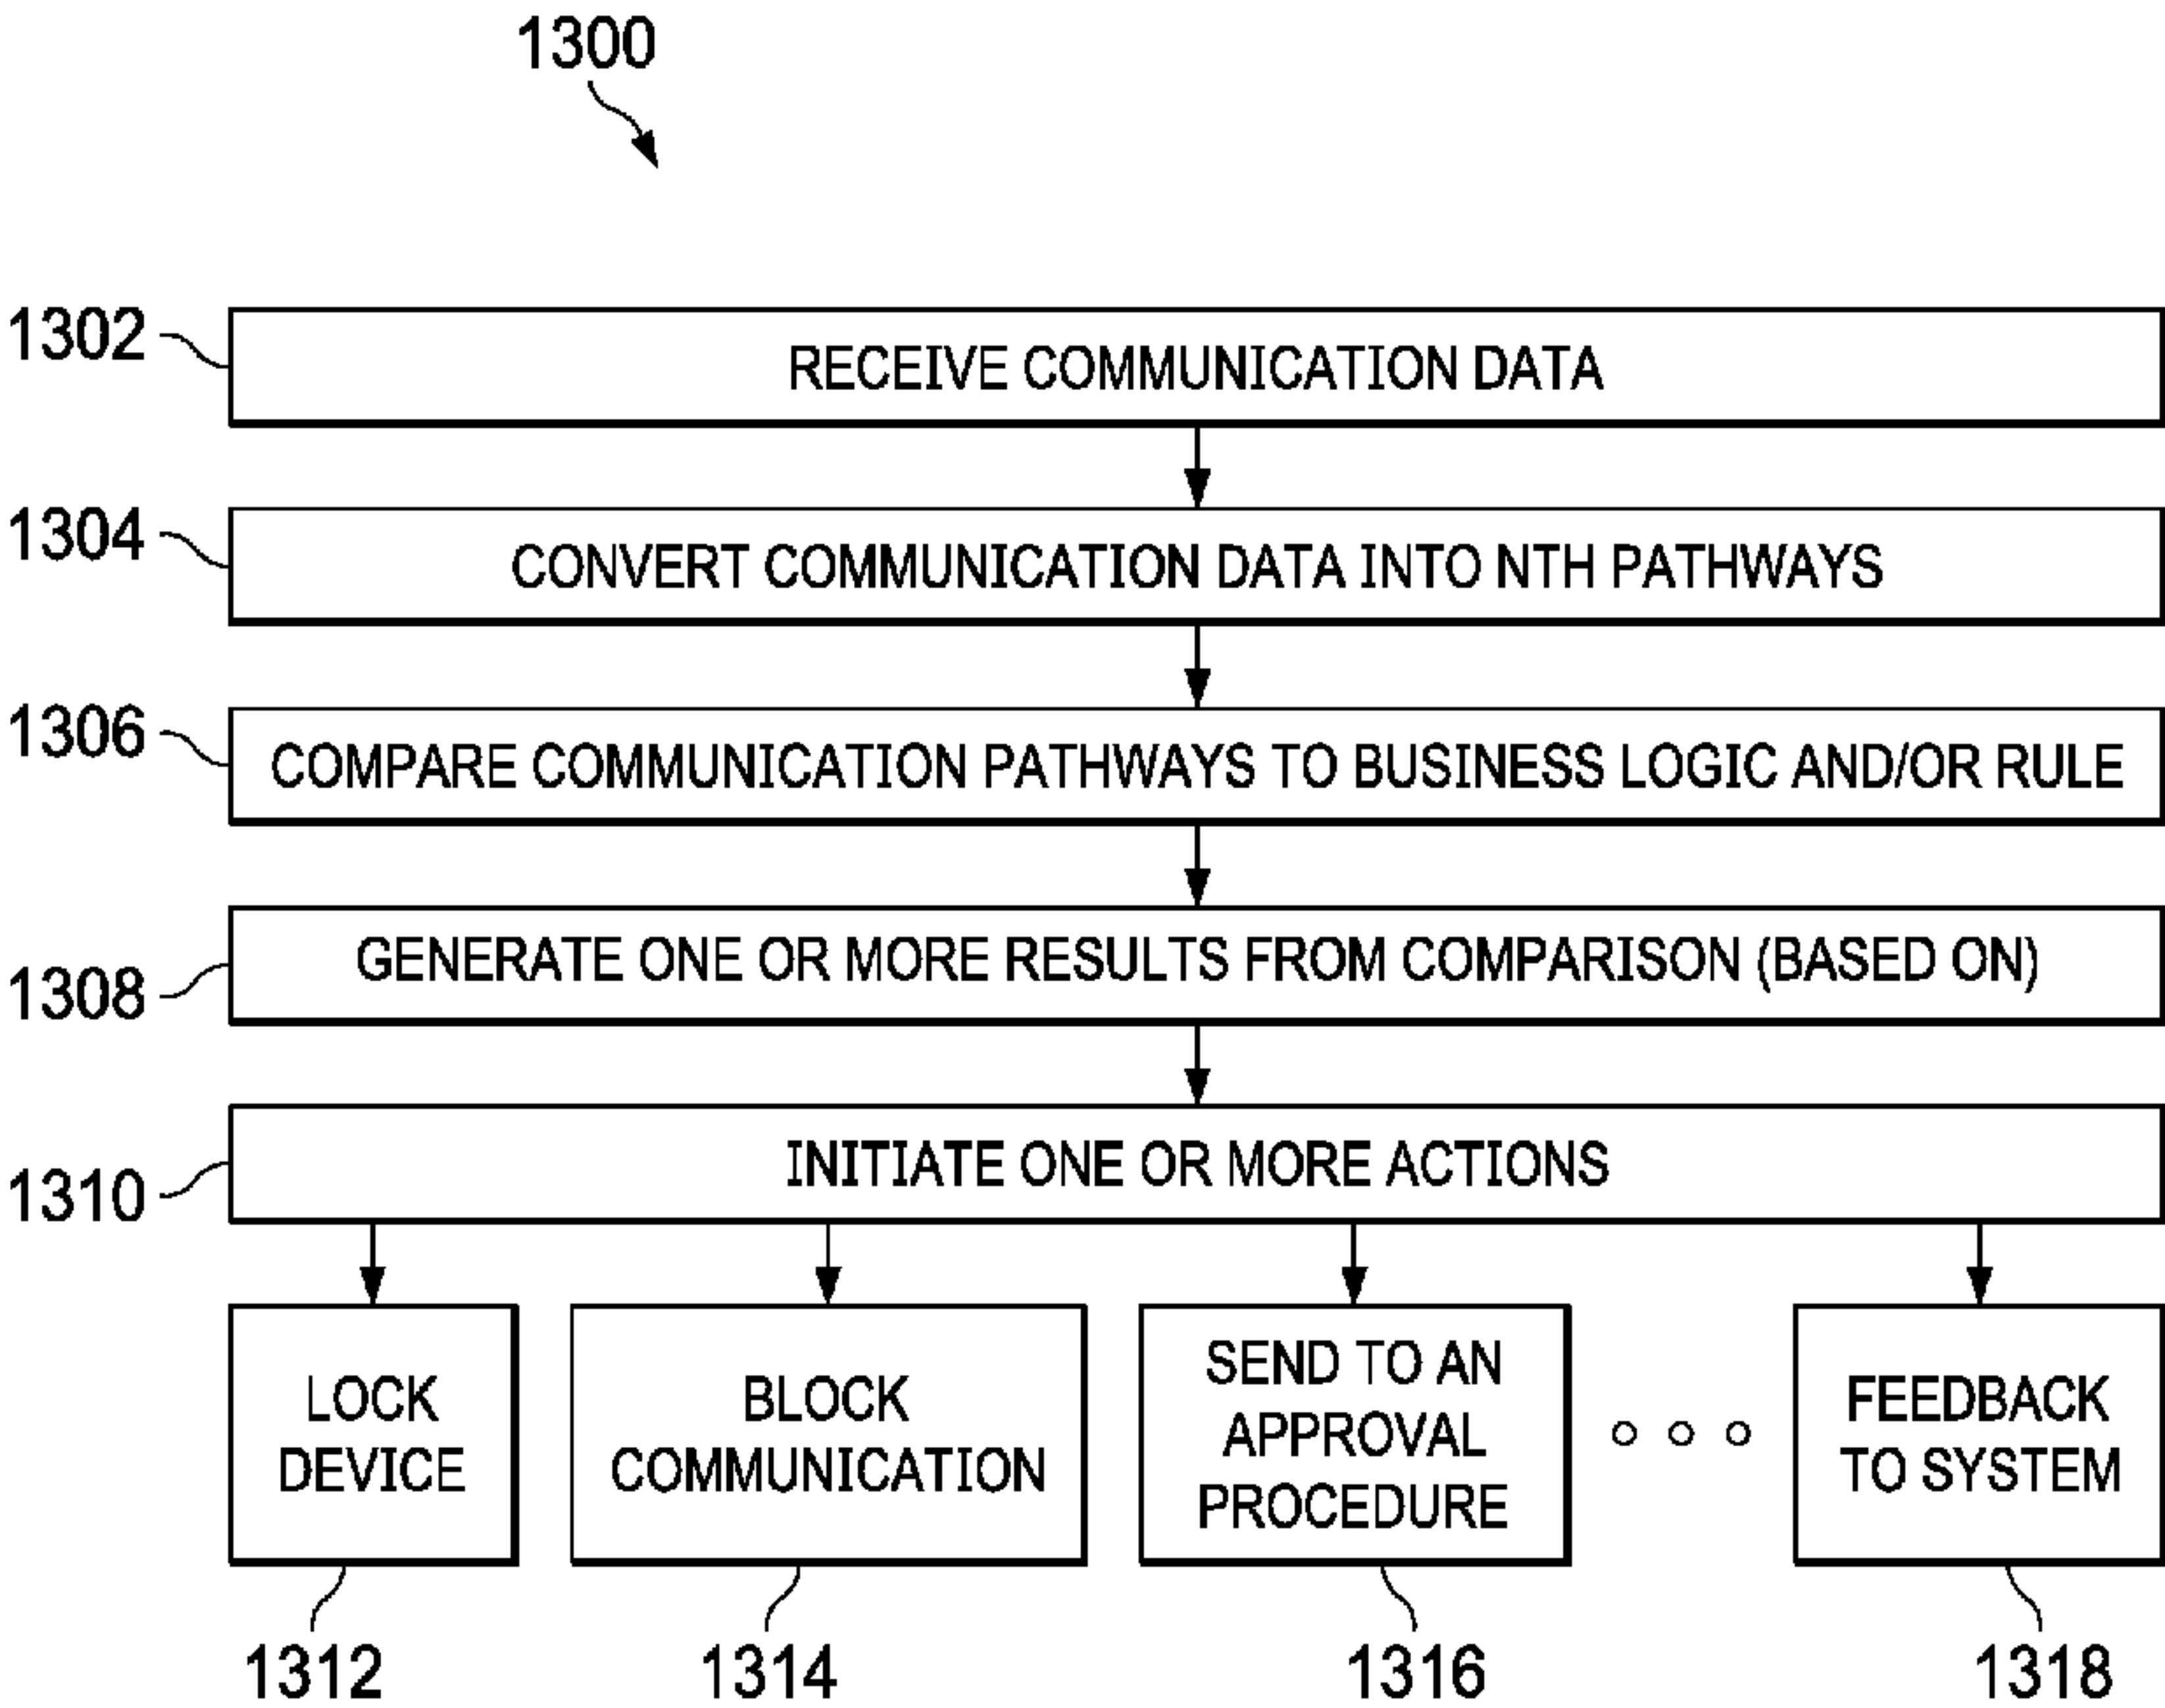 1300
1302
RECEIVE COMMUNICATION DATA
1304
CONVERT COMMUNICATION DATA INTO NTH PATHWAYS
1306
COMPARE COMMUNICATION PATHWAYS TO BUSINESS LOGIC AND/OR RULE
1308
GENERATE ONE OR MORE RESULTS FROM COMPARISON (BASED ON)
1310
INITIATE ONE OR MORE ACTIONS
LOCK
DEVICE
BLOCK
COMMUNICATION
SEND TO AN
APPROVAL
PROCEDURE
FEEDBACK
TO SYSTEM
1312
1314
1316
1318